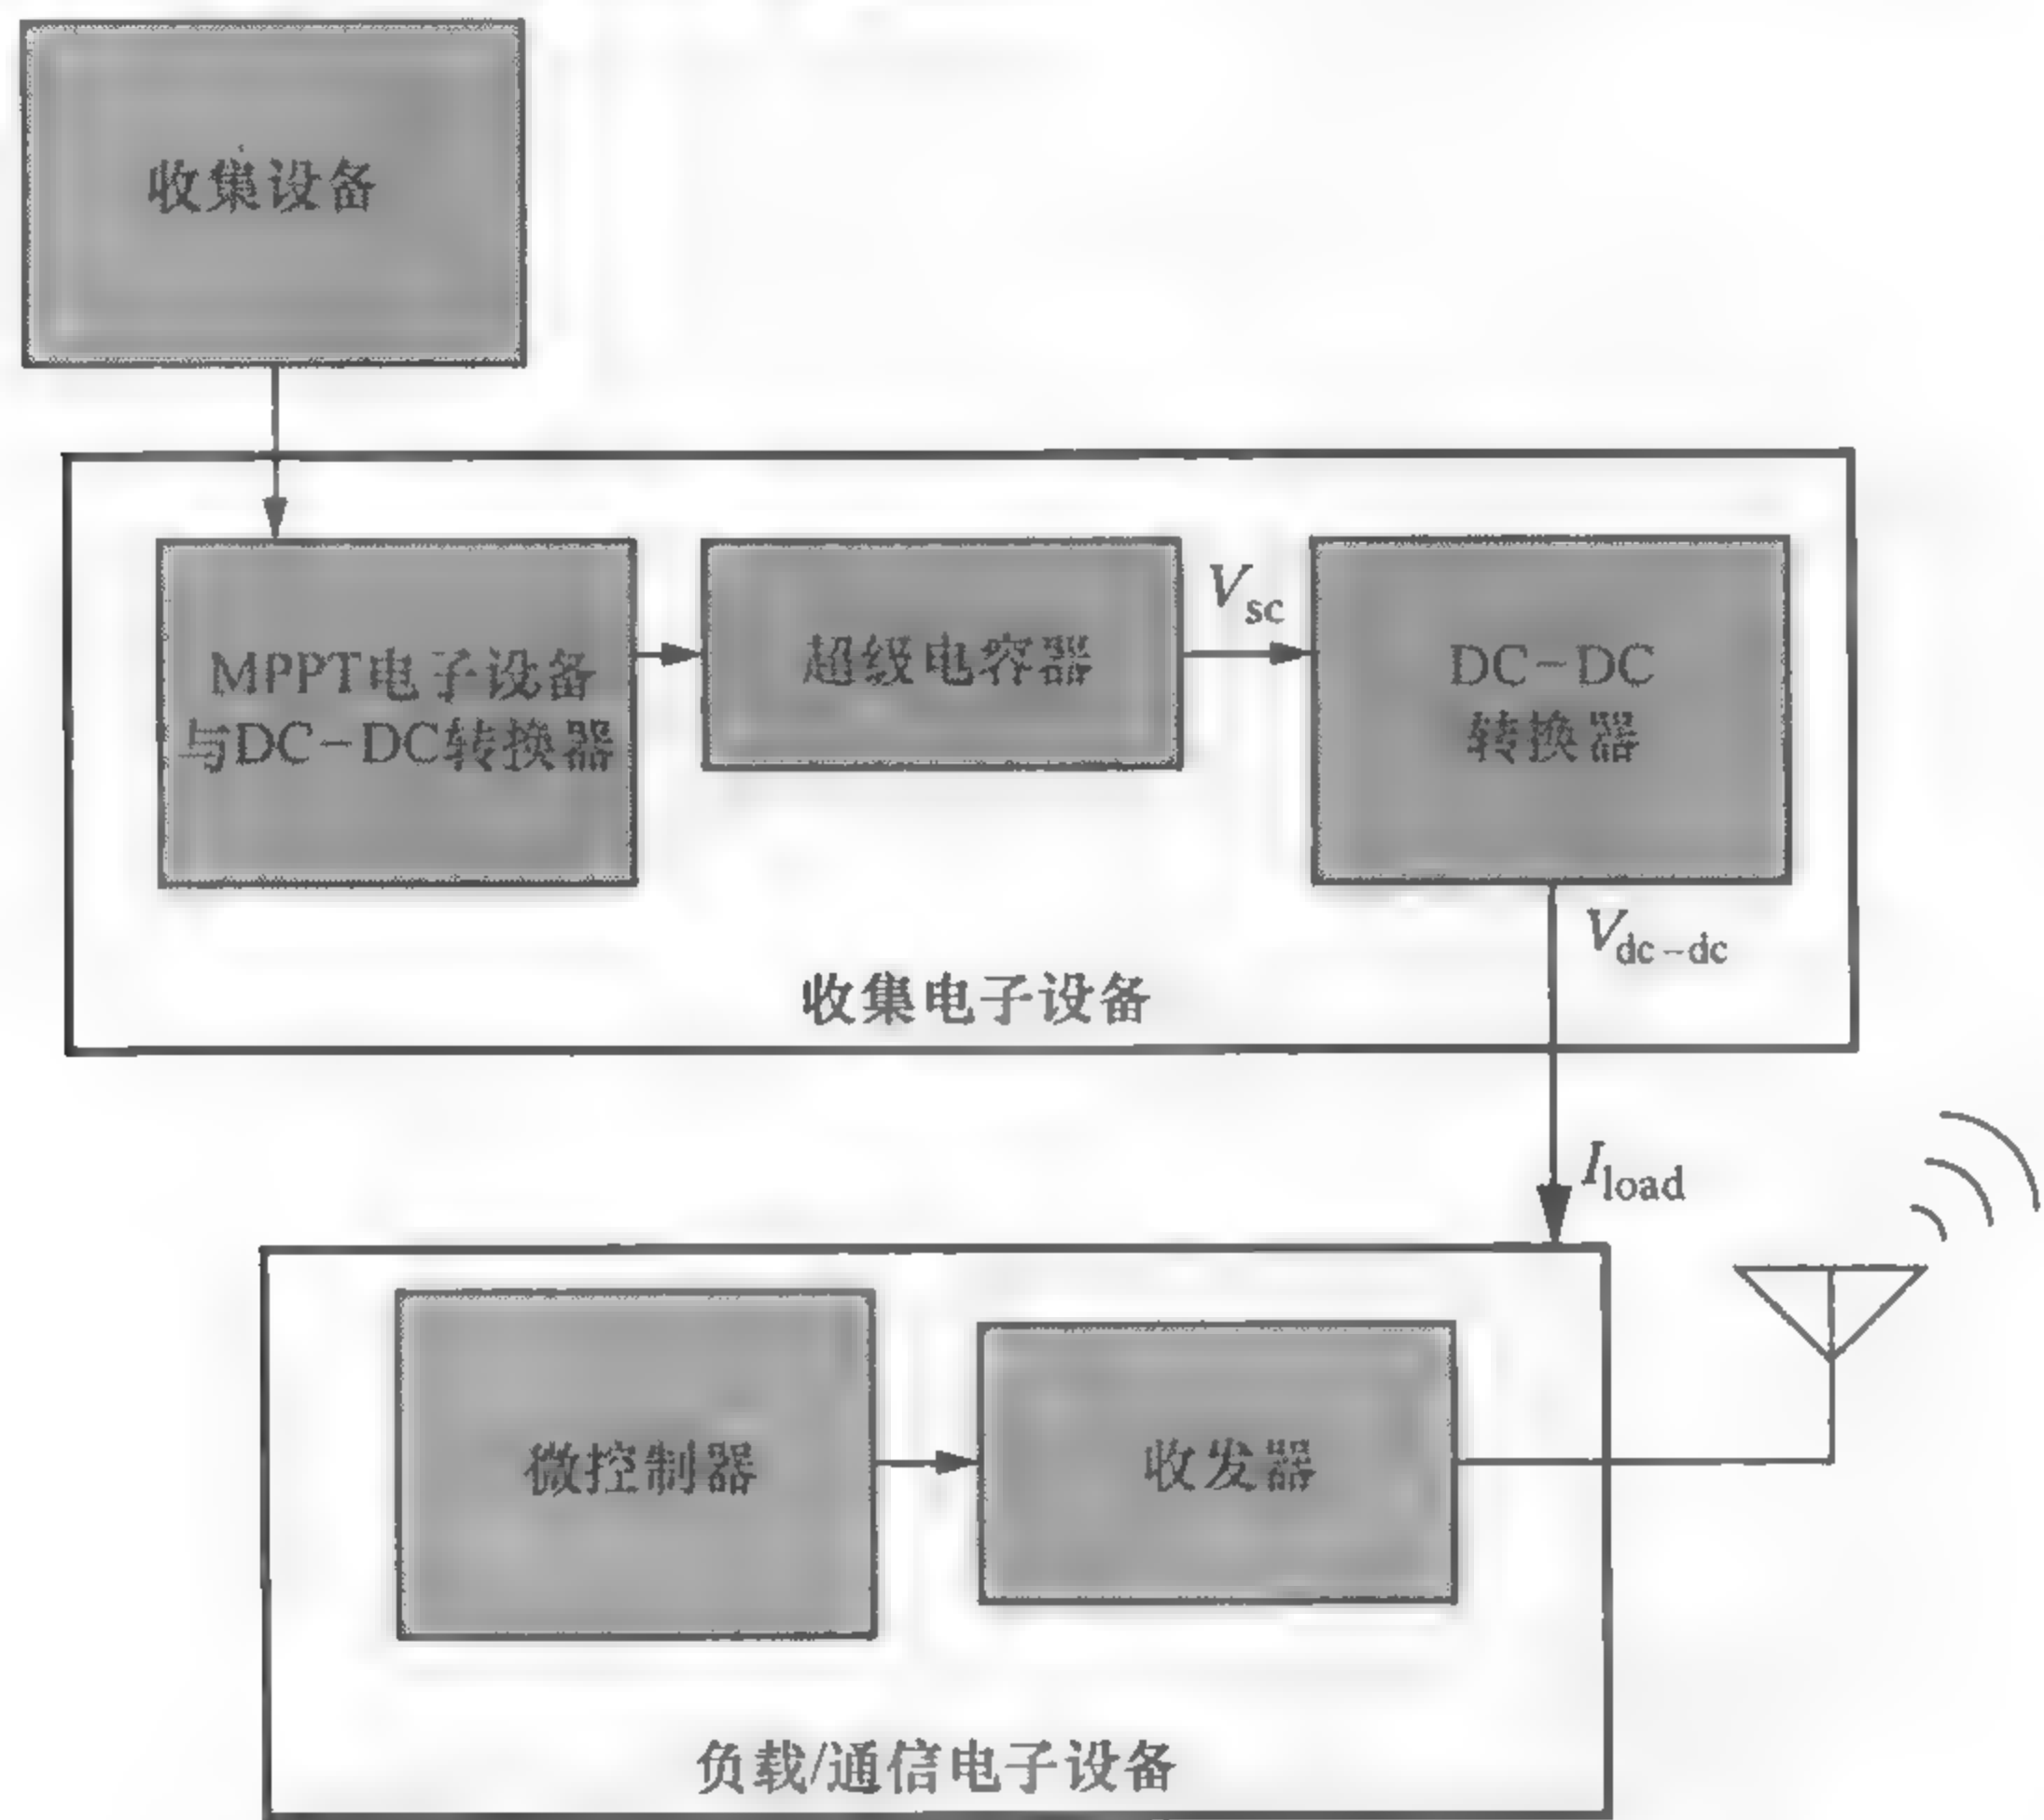 收集设备
MPPT电子设备
与DC-DC转换器
超级电容器
Vsc
DC-DC
转换器
Vdc-dc
收集电子设备
Iload
微控制器
收发器
负载/通信电子设备